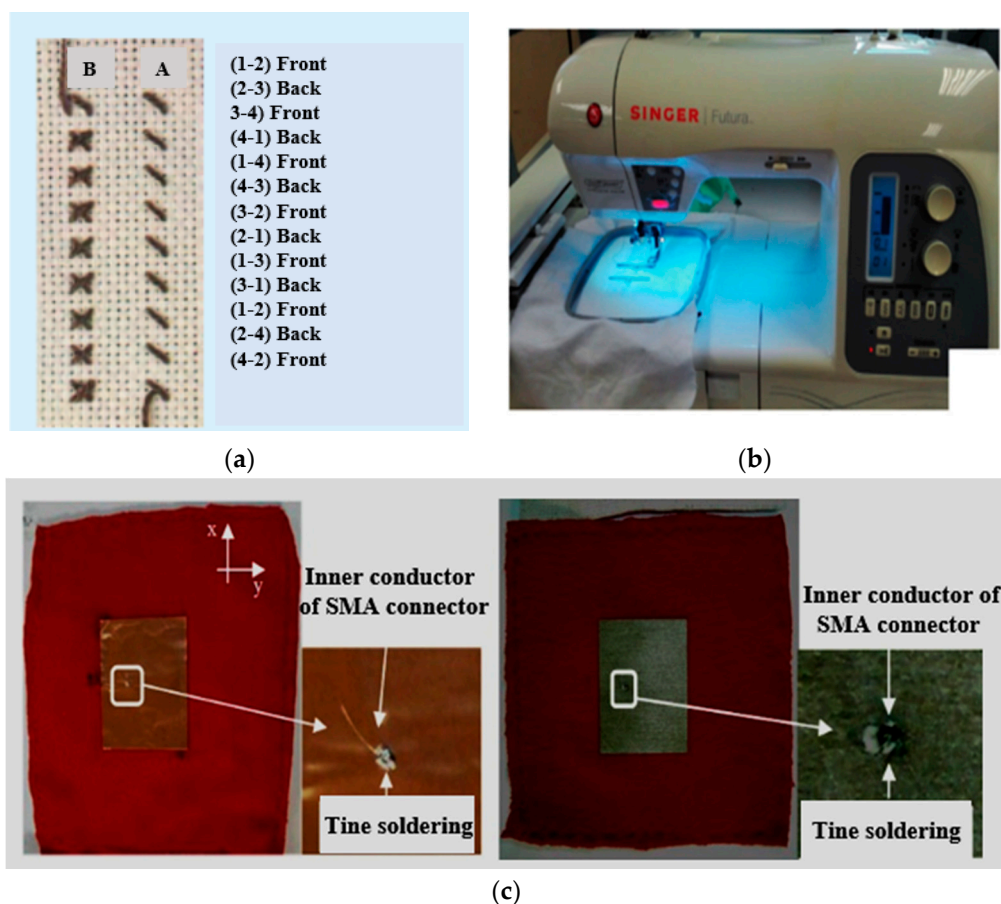 B A
(1-2) Front
(2-3) Back
3-4) Front
(4-1) Back
(1-4) Front
(4-3) Back
(3-2) Front
(2-1) Back
(1-3) Front
(3-1) Back
(1-2) Front
(2-4) Back
(4-2) Front
SINGER | Futura
(a)
(b)
x
y
Inner conductor
of SMA connector
Tine soldering
Inner conductor of
SMA connector
Tine soldering
(c)